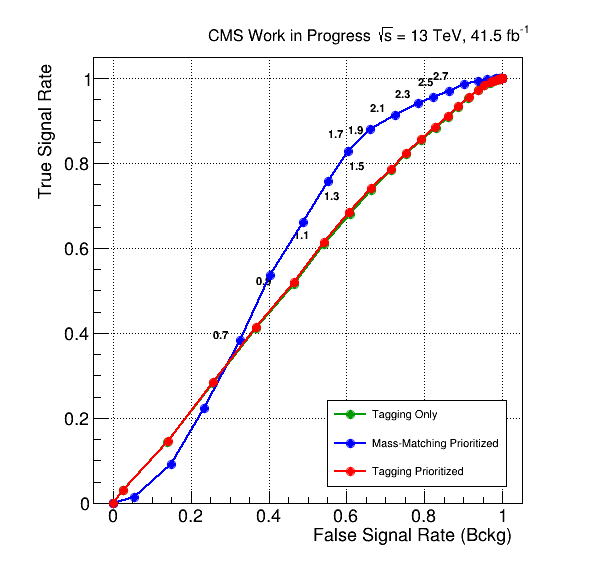 CMS Work in Progress √s = 13 TeV, 41.5 fb⁻¹
True Signal Rate
1
0.8
0.6
0.4
0.2
0
2.5 2.7
2.3
2.1
1.7 1.9
1.5
1.3
1.1
0.7
Tagging Only
Mass-Matching Prioritized
Tagging Prioritized
0 0.2 0.4 0.6 0.8 1
False Signal Rate (Bckg)